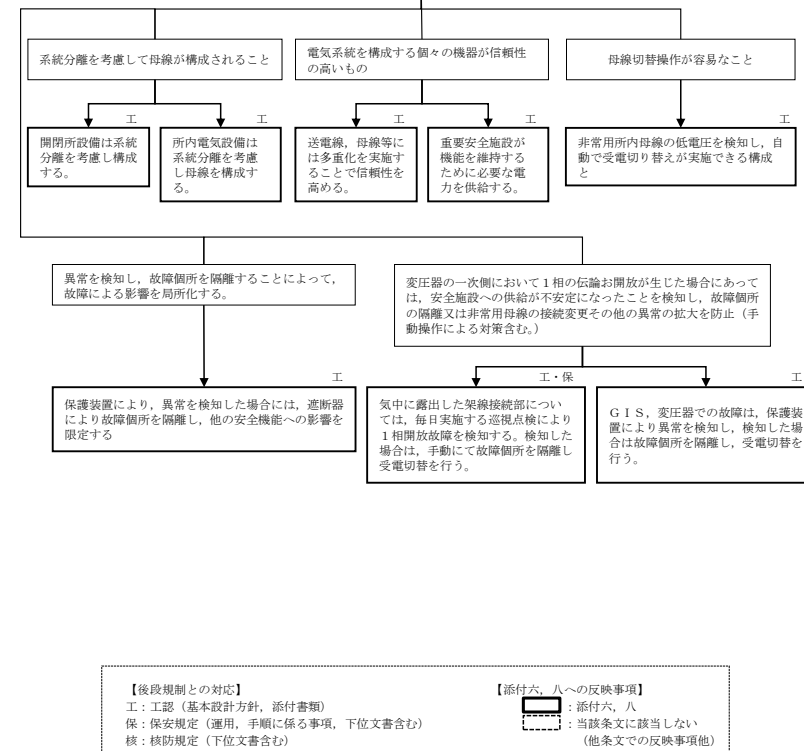 系統分離を考慮して母線が構成されること
電気系統を構成する個々の機器が信頼性
の高いもの
母線切替操作が容易なこと
工
開閉所設備は系統
分離を考慮し構成
する。
工
所内電気設備は
系統分離を考慮
し母線を構成す
る。
工
送電線，母線等に
は多重化を実施す
ることで信頼性を
高める。
工
重要安全施設が
機能を維持する
ために必要な電
力を供給する。
工
非常用所内母線の低電圧を検知し，自
動で受電切り替えが実施できる構成
と
異常を検知し，故障個所を隔離することによって，
故障による影響を局所化する。
変圧器の一次側において１相の伝論お開放が生じた場合にあって
は，安全施設への供給が不安定になったことを検知し，故障個所
の隔離又は非常用母線の接続変更その他の異常の拡大を防止（手
動操作による対策含む。）
工
保護装置により，異常を検知した場合には，遮断器
により故障個所を隔離し，他の安全機能への影響を
限定する
工・保
気中に露出した架線接続部につい
ては，毎日実施する巡視点検により
１相開放故障を検知する。検知した
場合は，手動にて故障個所を隔離し
受電切替を行う。
工
ＧＩＳ，変圧器での故障は，保護装
置により異常を検知し，検知した場
合は故障個所を隔離し，受電切替を
行う。
【後段規制との対応】
工：工認（基本設計方針，添付書類）
保：保安規定（運用，手順に係る事項，下位文書含む）
核：核防規定（下位文書含む）
【添付六，八への反映事項】
：添付六，八
：当該条文に該当しない
（他条文での反映事項他）